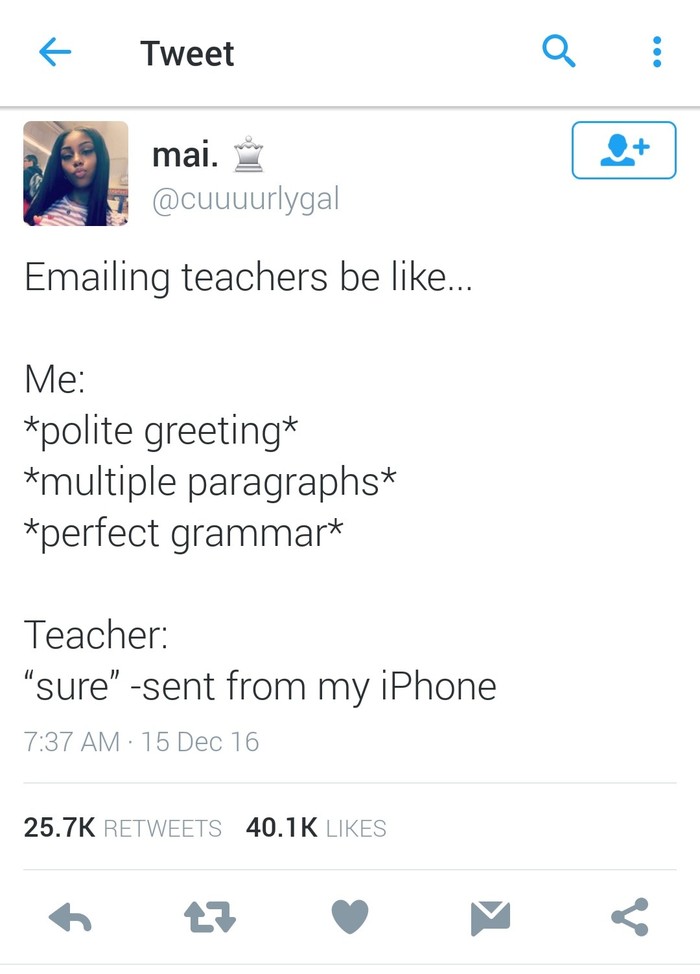 Tweet
mai.
@cuuuurlygal
Emailing teachers be like...
Me:
*polite greeting*
*multiple paragraphs*
*perfect grammar*
Teacher:
“sure” -sent from my iPhone
7:37 AM · 15 Dec 16
25.7K RETWEETS 40.1K LIKES